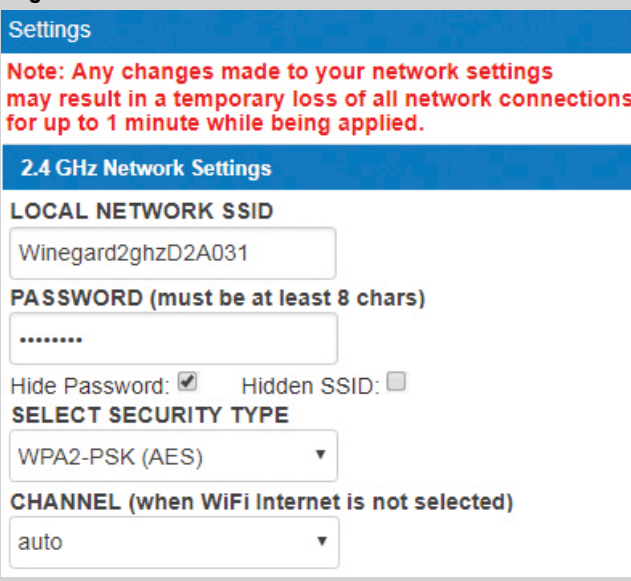 Settings
Note: Any changes made to your network settings
may result in a temporary loss of all network connections
for up to 1 minute while being applied.
2.4 GHz Network Settings
LOCAL NETWORK SSID
Winegard2ghzD2A031
PASSWORD (must be at least 8 chars)
••••••••
Hide Password: Hidden SSID:
SELECT SECURITY TYPE
WPA2-PSK (AES)
CHANNEL (when WiFi Internet is not selected)
auto